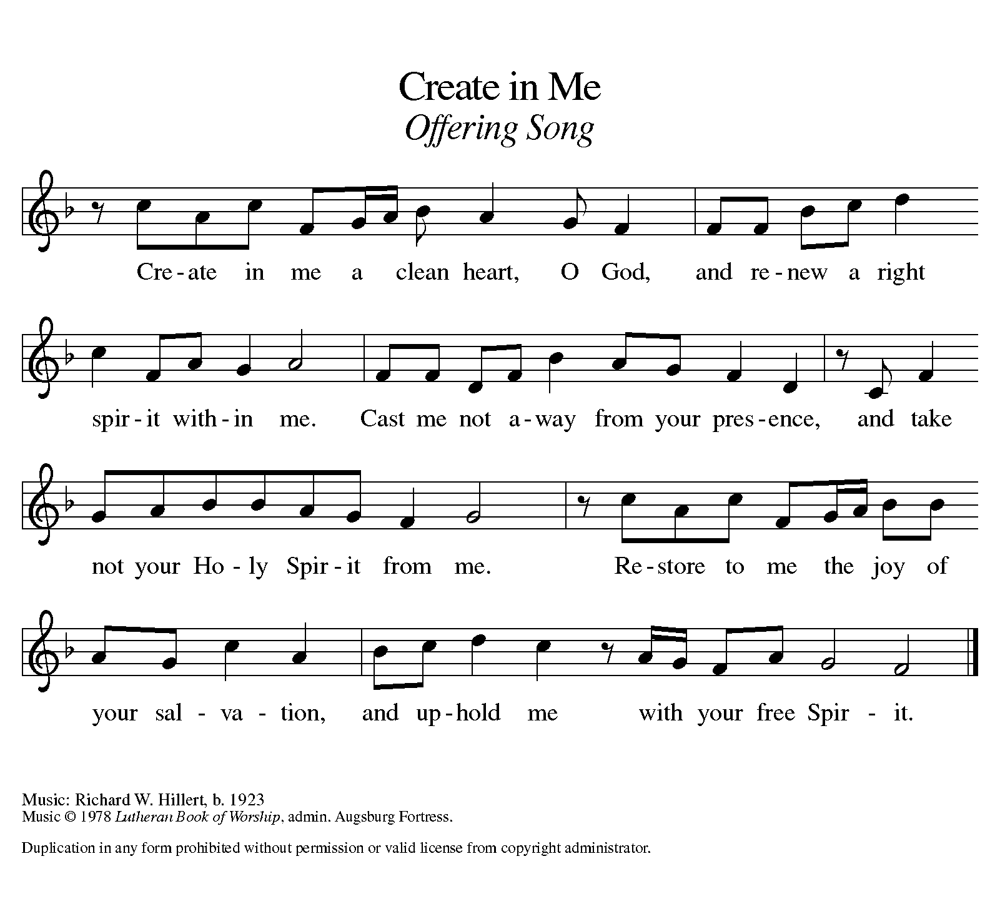 Create in Me
Offering Song
Cre - ate in me a clean heart, O God, and re - new a right
spir - it with - in me. Cast me not a - way from your pres - ence, and take
not your Ho - ly Spir - it from me. Re - store to me the joy of
your sal - va - tion, and up - hold me with your free Spir - it.
Music: Richard W. Hillert, b. 1923
Music © 1978 Lutheran Book of Worship, admin. Augsburg Fortress.
Duplication in any form prohibited without permission or valid license from copyright administrator.